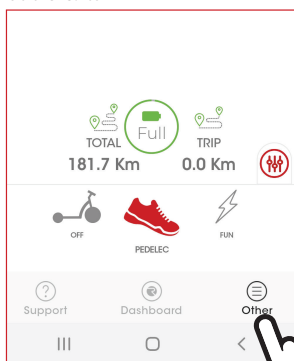 Full
TOTAL TRIP
181.7 Km 0.0 Km
OFF PEDELEC FUN
Support Dashboard Other